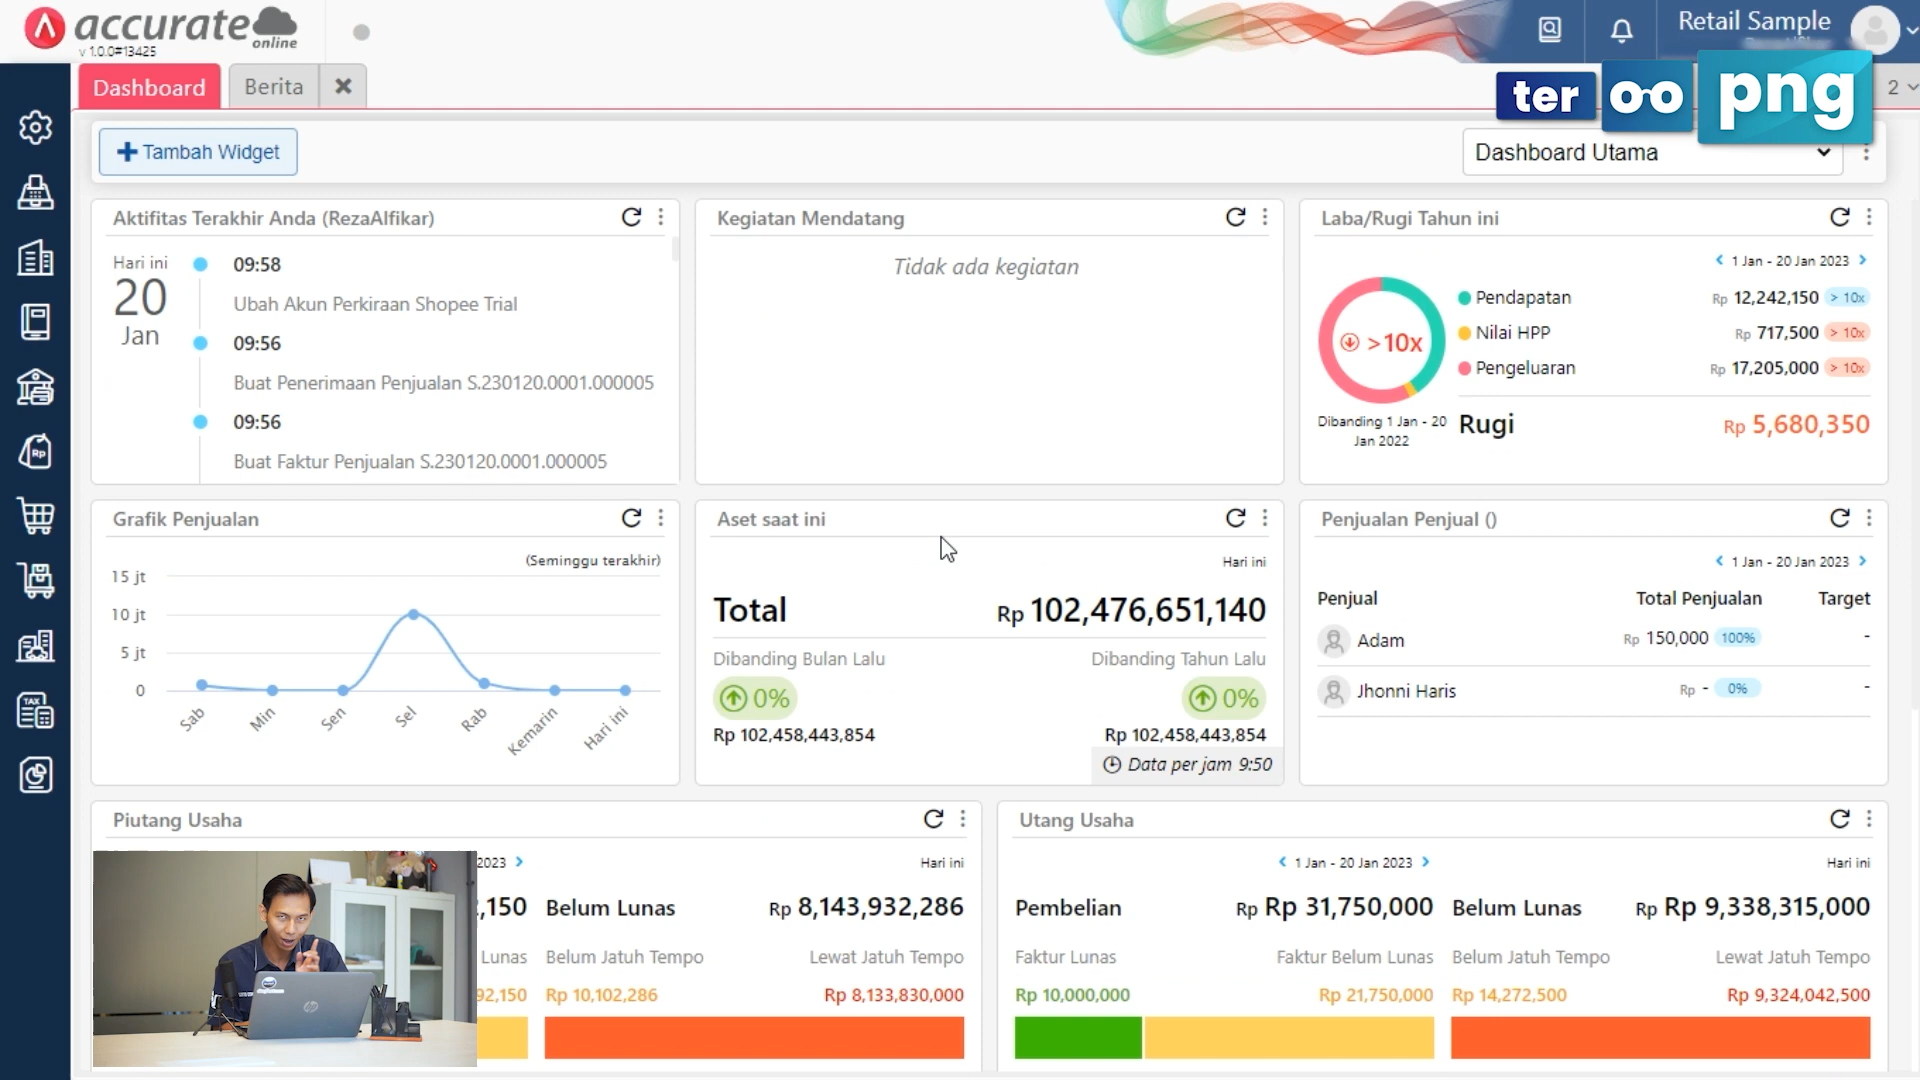 accurate
online
v 1.0.0#13425
Retail Sample
ter oo png
Dashboard
Berita
2
Tambah Widget
Dashboard Utama
Aktifitas Terakhir Anda (RezaAlfikar)
Hari ini
20
Jan
09:58
Ubah Akun Perkiraan Shopee Trial
09:56
Buat Penerimaan Penjualan S.230120.0001.000005
09:56
Buat Faktur Penjualan S.230120.0001.000005
Kegiatan Mendatang
Tidak ada kegiatan
Laba/Rugi Tahun ini
1 Jan - 20 Jan 2023
>10x
Pendapatan Rp 12,242,150 > 10x
Nilai HPP Rp 717,500 > 10x
Pengeluaran Rp 17,205,000 > 10x
Dibanding 1 Jan - 20
Jan 2022
Rugi Rp 5,680,350
Grafik Penjualan
(Seminggu terakhir)
15 jt
10 jt
5 jt
0
Sab Min Sen Sel Rab Kemarin Hari ini
Aset saat ini
Hari ini
Total Rp 102,476,651,140
Dibanding Bulan Lalu Dibanding Tahun Lalu
0% 0%
Rp 102,458,443,854 Rp 102,458,443,854
Data per jam 9:50
Penjualan Penjual ()
1 Jan - 20 Jan 2023
Penjual Total Penjualan Target
Adam Rp 150,000 100% -
Jhonni Haris Rp - 0% -
Piutang Usaha
2023 Hari ini
,150 Belum Lunas Rp 8,143,932,286
Lunas Belum Jatuh Tempo Lewat Jatuh Tempo
92,150 Rp 10,102,286 Rp 8,133,830,000
hp
Utang Usaha
1 Jan - 20 Jan 2023 Hari ini
Pembelian Rp Rp 31,750,000 Belum Lunas Rp Rp 9,338,315,000
Faktur Lunas Faktur Belum Lunas Belum Jatuh Tempo Lewat Jatuh Tempo
Rp 10,000,000 Rp 21,750,000 Rp 14,272,500 Rp 9,324,042,500